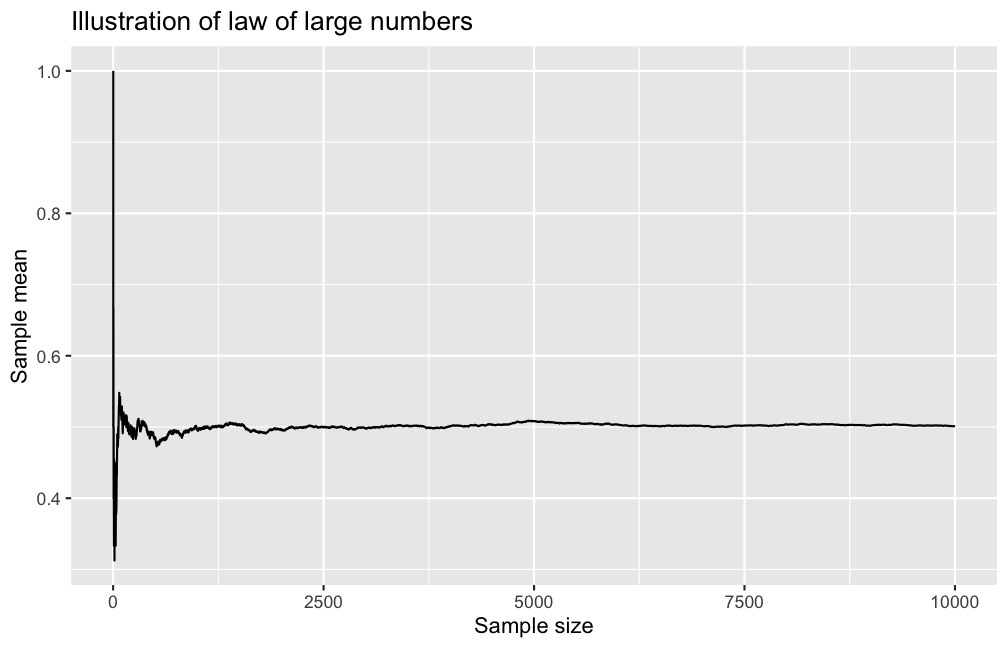 Illustration of law of large numbers
1.0
0.8
0.6
0.4
Sample mean
0 2500 5000 7500 10000
Sample size